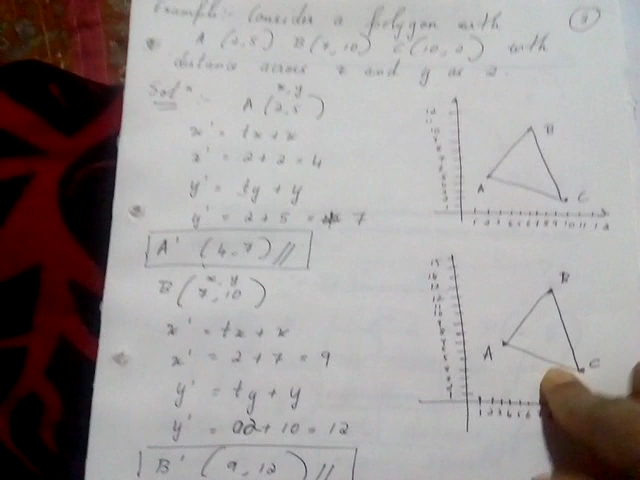 Example:- Consider a polygon with
A (2,5) B(7,10) C(10,2) with
distance across x and y as 2.
Solⁿ :-
x, y
A (2,5)
x' = tx + x
x' = 2 + 2 = 4
y' = ty + y
y' = 2 + 5 = 7
A' (4,7) //
x, y
B (7,10)
x' = tx + x
x' = 2 + 7 = 9
y' = ty + y
y' = 02 + 10 = 12
B' (9,12) //
B
A
C
B
A
C